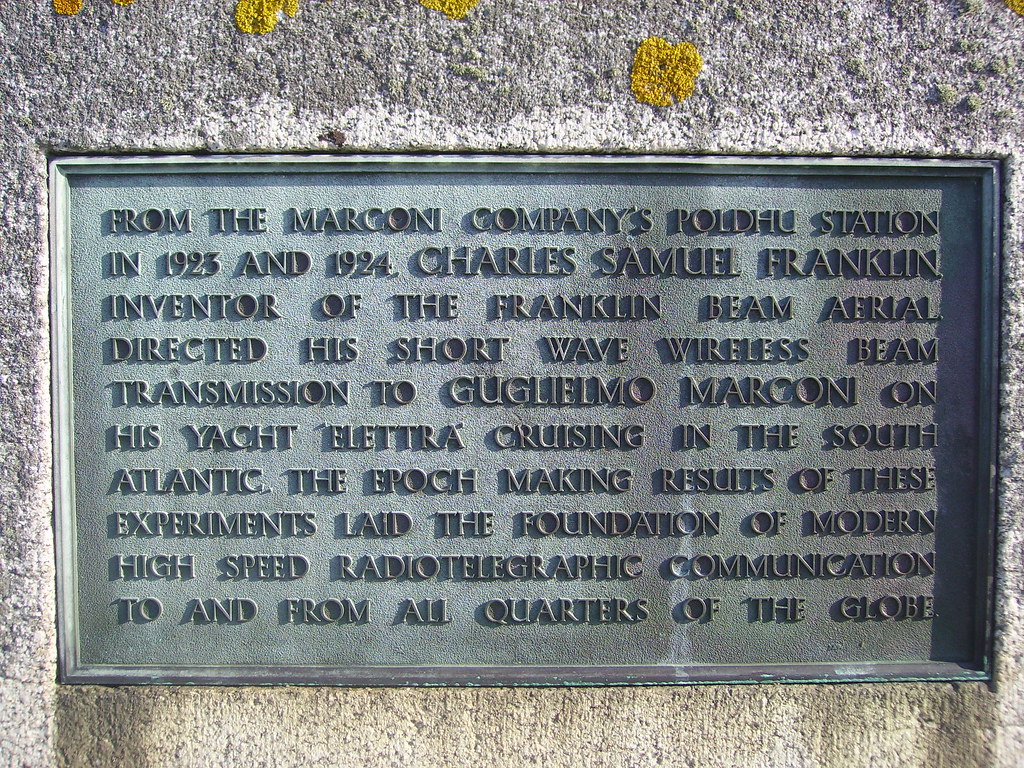 FROM THE MARCONI COMPANY'S POLDHU STATION
IN 1923 AND 1924, CHARLES SAMUEL FRANKLIN,
INVENTOR OF THE FRANKLIN BEAM AERIAL,
DIRECTED HIS SHORT WAVE WIRELESS BEAM
TRANSMISSION TO GUGLIELMO MARCONI ON
HIS YACHT "ELETTRA" CRUISING IN THE SOUTH
ATLANTIC. THE EPOCH MAKING RESULTS OF THESE
EXPERIMENTS LAID THE FOUNDATION OF MODERN
HIGH SPEED RADIOTELEGRAPHIC COMMUNICATION
TO AND FROM ALL QUARTERS OF THE GLOBE.